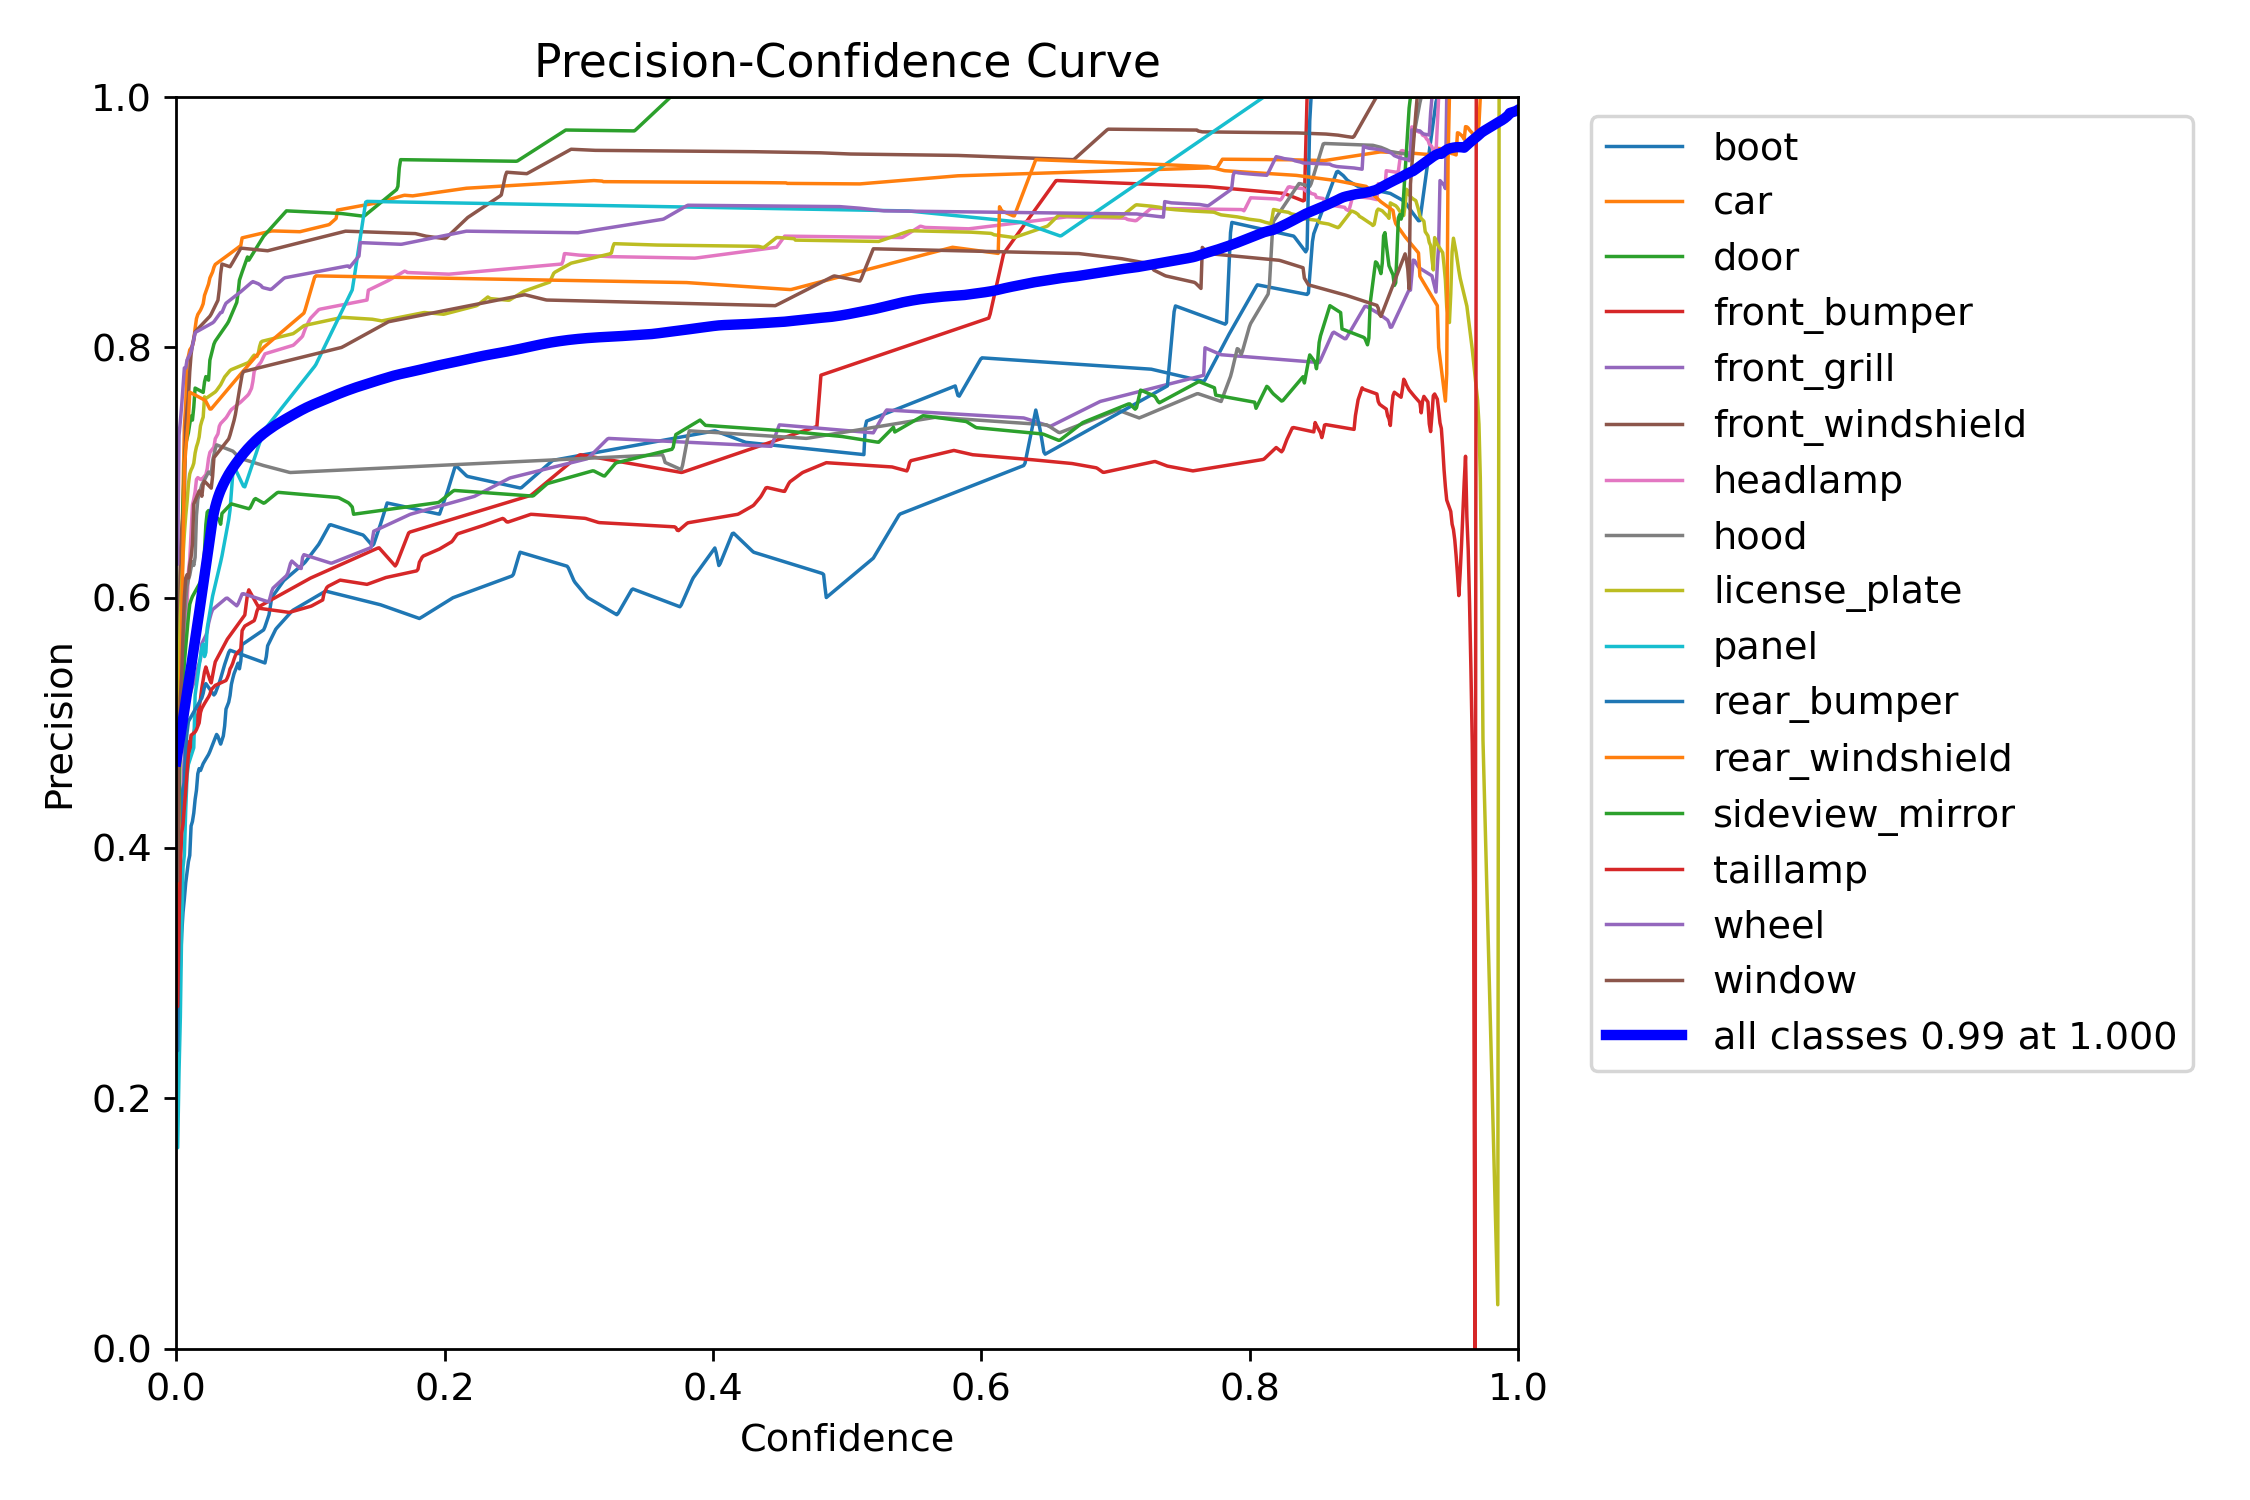 Precision-Confidence Curve
1.0
0.8
0.6
0.4
0.2
0.0
Precision
0.0 0.2 0.4 0.6 0.8 1.0
Confidence
boot
car
door
front_bumper
front_grill
front_windshield
headlamp
hood
license_plate
panel
rear_bumper
rear_windshield
sideview_mirror
taillamp
wheel
window
all classes 0.99 at 1.000